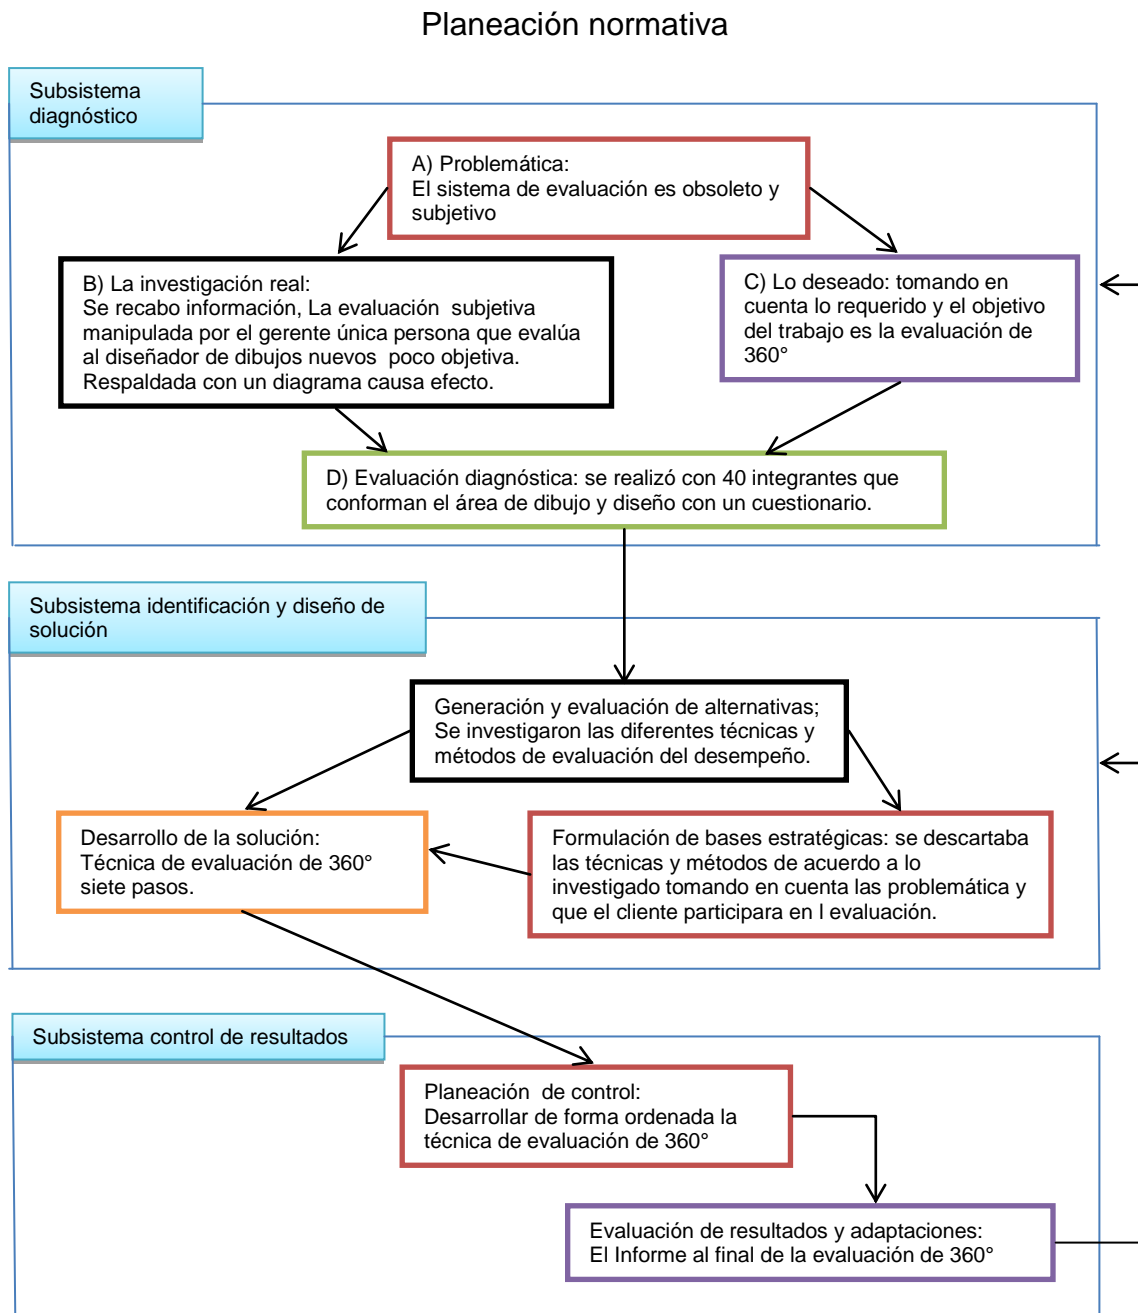 Planeación normativa
Subsistema
diagnóstico
A) Problemática:
El sistema de evaluación es obsoleto y
subjetivo
B) La investigación real:
Se recabo información, La evaluación  subjetiva
manipulada por el gerente única persona que evalúa
al diseñador de dibujos nuevos  poco objetiva.
Respaldada con un diagrama causa efecto.
C) Lo deseado: tomando en
cuenta lo requerido y el objetivo
del trabajo es la evaluación de
360°
D) Evaluación diagnóstica: se realizó con 40 integrantes que
conforman el área de dibujo y diseño con un cuestionario.
Subsistema identificación y diseño de
solución
Generación y evaluación de alternativas;
Se investigaron las diferentes técnicas y
métodos de evaluación del desempeño.
Desarrollo de la solución:
Técnica de evaluación de 360°
siete pasos.
Formulación de bases estratégicas: se descartaba
las técnicas y métodos de acuerdo a lo
investigado tomando en cuenta las problemática y
que el cliente participara en l evaluación.
Subsistema control de resultados
Planeación  de control:
Desarrollar de forma ordenada la
técnica de evaluación de 360°
Evaluación de resultados y adaptaciones:
El Informe al final de la evaluación de 360°